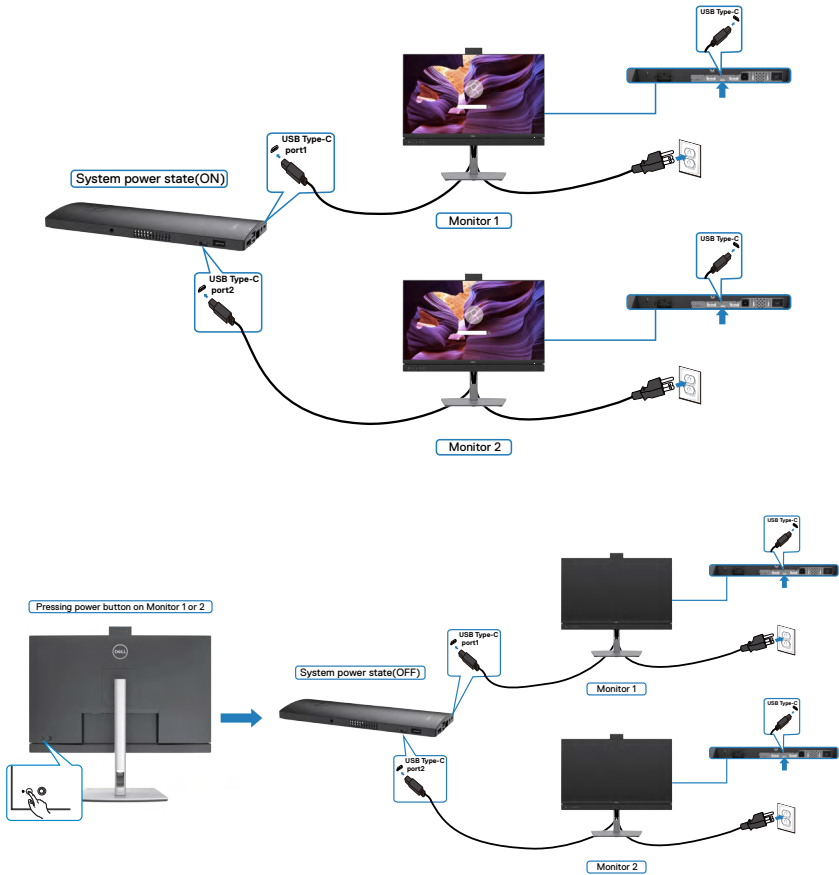 USB Type-C
USB Type-C
port1
System power state(ON)
Monitor 1
USB Type-C
USB Type-C
port2
Monitor 2
USB Type-C
Pressing power button on Monitor 1 or 2
DELL
USB Type-C
port1
System power state(OFF)
Monitor 1
USB Type-C
USB Type-C
port2
Monitor 2